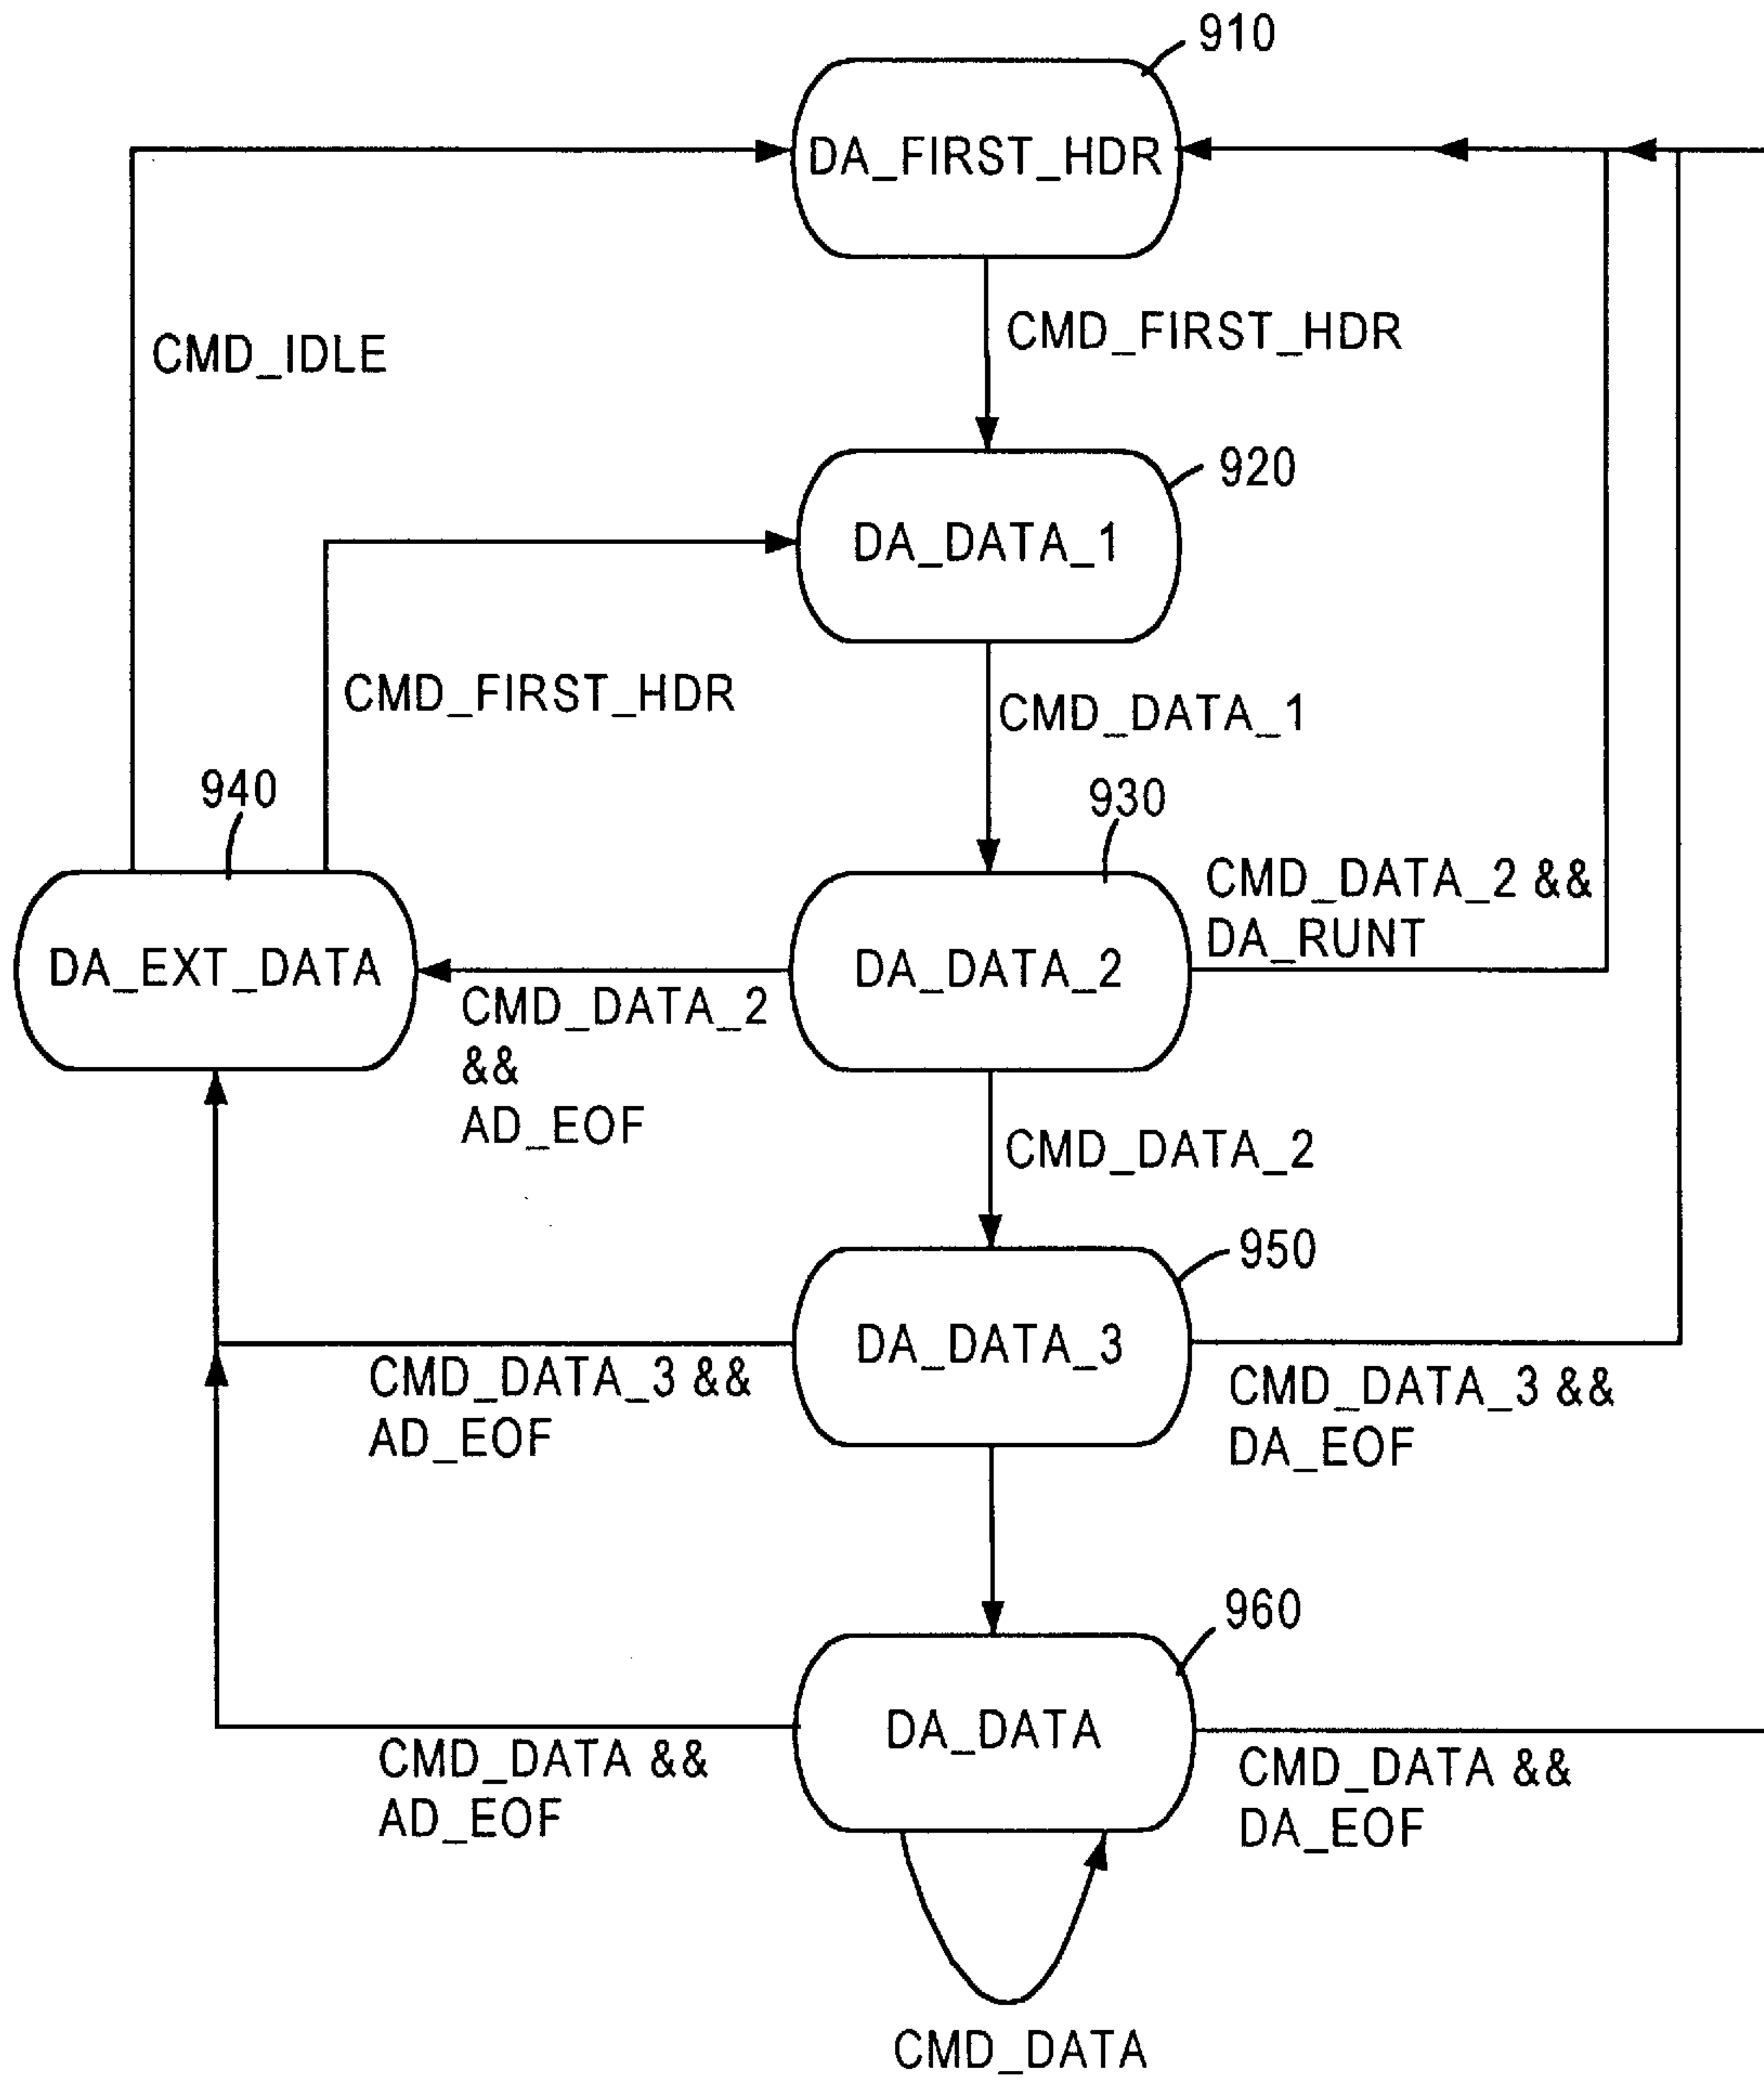 910
DA_FIRST_HDR
CMD_FIRST_HDR
CMD_IDLE
920
DA_DATA_1
CMD_FIRST_HDR
CMD_DATA_1
940
930
CMD_DATA_2 &&
DA_RUNT
DA_EXT_DATA
DA_DATA_2
CMD_DATA_2
&&
AD_EOF
CMD_DATA_2
950
DA_DATA_3
CMD_DATA_3 &&
AD_EOF
CMD_DATA_3 &&
DA_EOF
960
DA_DATA
CMD_DATA &&
AD_EOF
CMD_DATA &&
DA_EOF
CMD_DATA